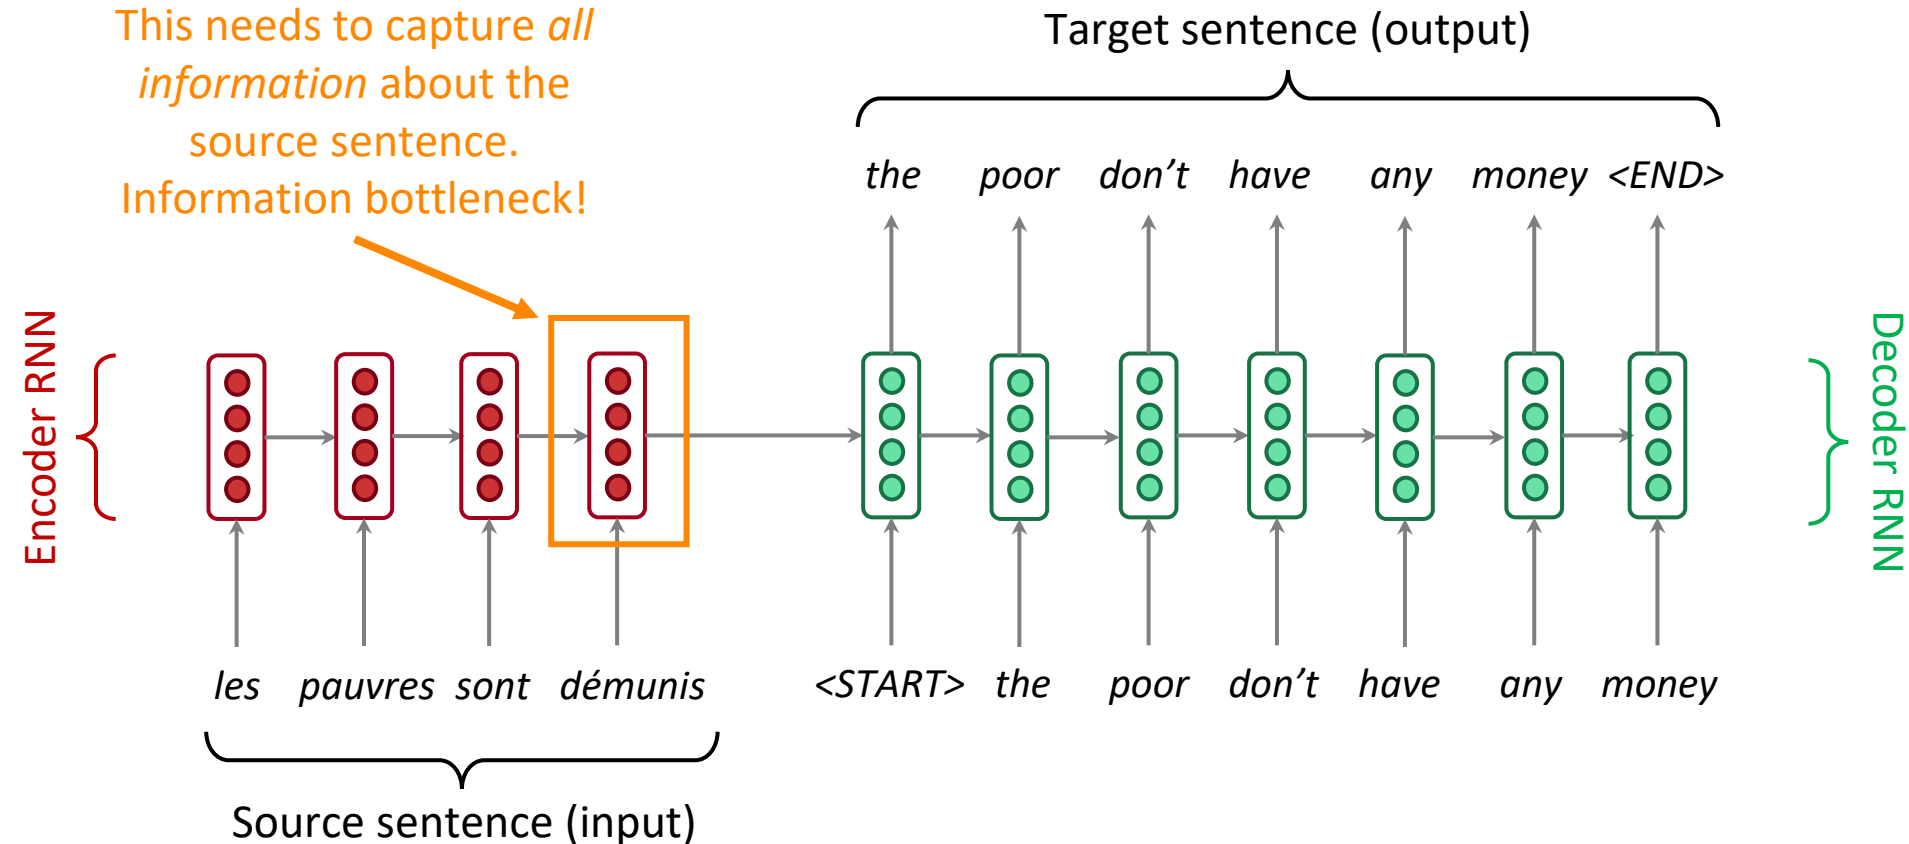 This needs to capture all
information about the
source sentence.
Information bottleneck!
Target sentence (output)
the poor don't have any money <END>
Encoder RNN
Decoder RNN
les pauvres sont démunis
<START> the poor don't have any money
Source sentence (input)